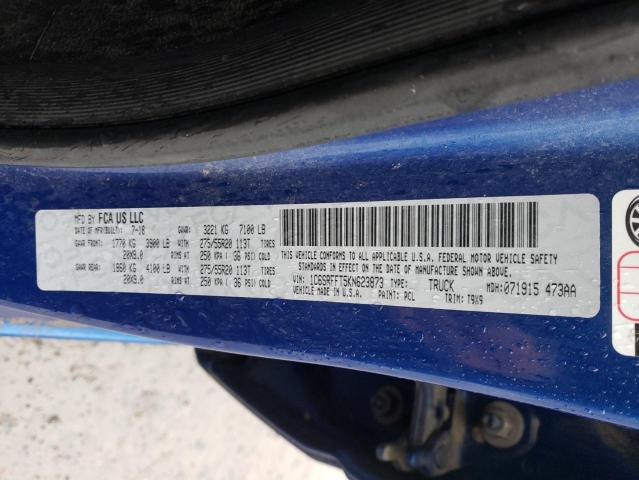 MFD BY FCA US LLC
DATE OF MFR(BUILT): 7-18 GVWR: 3221 KG 7100 LB
GAWR FRONT: 1770 KG 3900 LB WITH 275/55R20 113T TIRES
20X9.0 RIMS AT 250 KPA ( 36 PSI) COLD
GAWR REAR: 1860 KG 4100 LB WITH 275/55R20 113T TIRES
20X9.0 RIMS AT 250 KPA ( 36 PSI) COLD
THIS VEHICLE CONFORMS TO ALL APPLICABLE U.S.A. FEDERAL MOTOR VEHICLE SAFETY
STANDARDS IN EFFECT ON THE DATE OF MANUFACTURE SHOWN ABOVE.
VIN: 1C6SRFFT5KN623873 TYPE: TRUCK MDH: 071915 473AA
MADE IN U.S.A. PAINT: PCL TRIM: T9X9